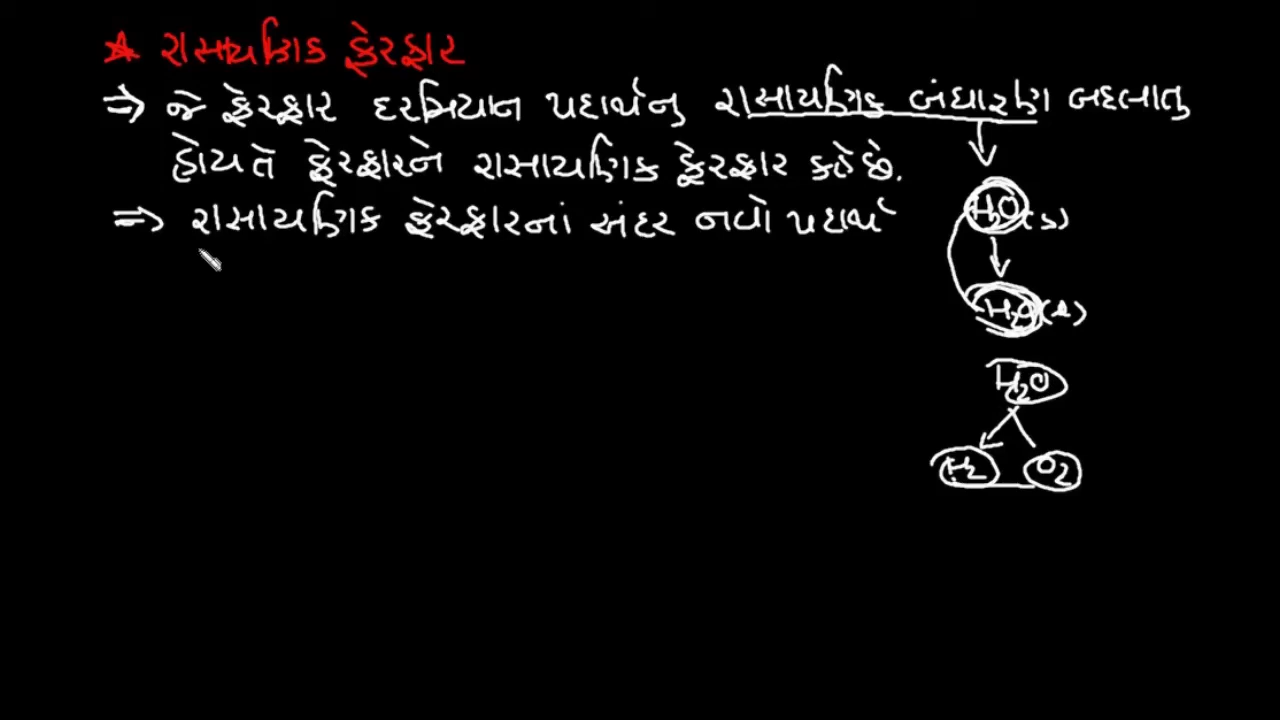 ★ રાસાયણિક ફેરફાર
⇒ જે ફેરફાર દરમિયાન પદાર્થનુ રાસાયણિક બંધારણ બદલાતુ
હોય તે ફેરફારને રાસાયણિક ફેરફાર કહે છે.
⇒ રાસાયણિક ફેરફારનાં અંદર નવો પદાર્થ
H₂O (s)
H₂O (l)
H₂O
H₂ O₂